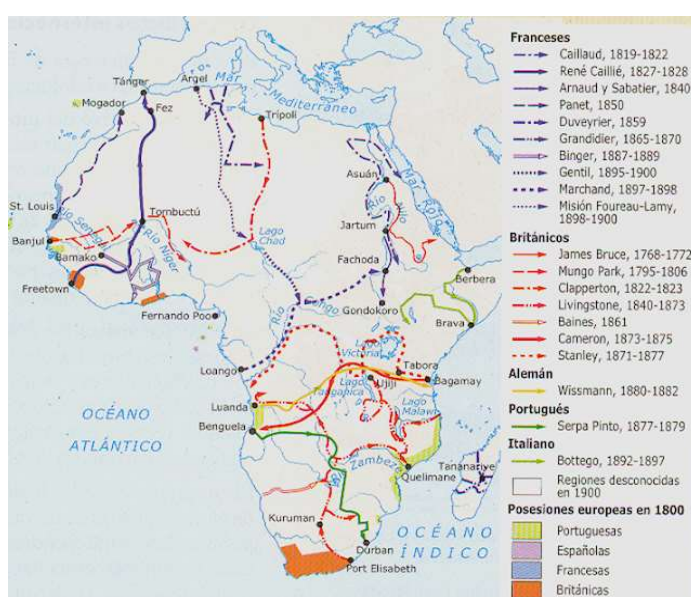 Tánger
Argel
Mar
Mediterráneo
Mogador
Fez
Trípoli
Asuán
Mar Rojo
Río Nilo
St. Louis
Río Senegal
Tombuctú
Banjul
Río Níger
Lago
Chad
Jartum
Bamako
Fachoda
Berbera
Freetown
Gondokoro
Fernando Poo
Río Congo
Brava
Lago
Victoria
Loango
Tabora
Ujiji
Bagamay
Lago
Tanganica
Luanda
Lago
Malawi
OCÉANO
ATLÁNTICO
Benguela
Zambeze
Tananarive
Quelimane
Kuruman
OCÉANO
ÍNDICO
Durban
Port Elisabeth
Franceses
Caillaud, 1819-1822
René Caillié, 1827-1828
Arnaud y Sabatier, 1840
Panet, 1850
Duveyrier, 1859
Grandidier, 1865-1870
Binger, 1887-1889
Gentil, 1895-1900
Marchand, 1897-1898
Misión Foureau-Lamy,
1898-1900
Británicos
James Bruce, 1768-1772
Mungo Park, 1795-1806
Clapperton, 1822-1823
Livingstone, 1840-1873
Baines, 1861
Cameron, 1873-1875
Stanley, 1871-1877
Alemán
Wissmann, 1880-1882
Portugués
Serpa Pinto, 1877-1879
Italiano
Bottego, 1892-1897
Regiones desconocidas
en 1900
Posesiones europeas en 1800
Portuguesas
Españolas
Francesas
Británicas